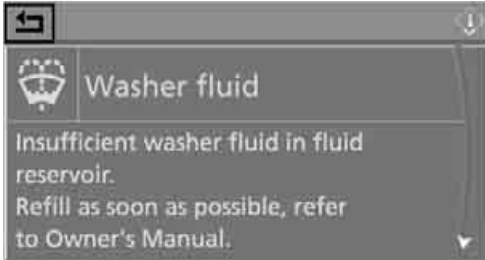 Washer fluid
Insufficient washer fluid in fluid
reservoir.
Refill as soon as possible, refer
to Owner's Manual.